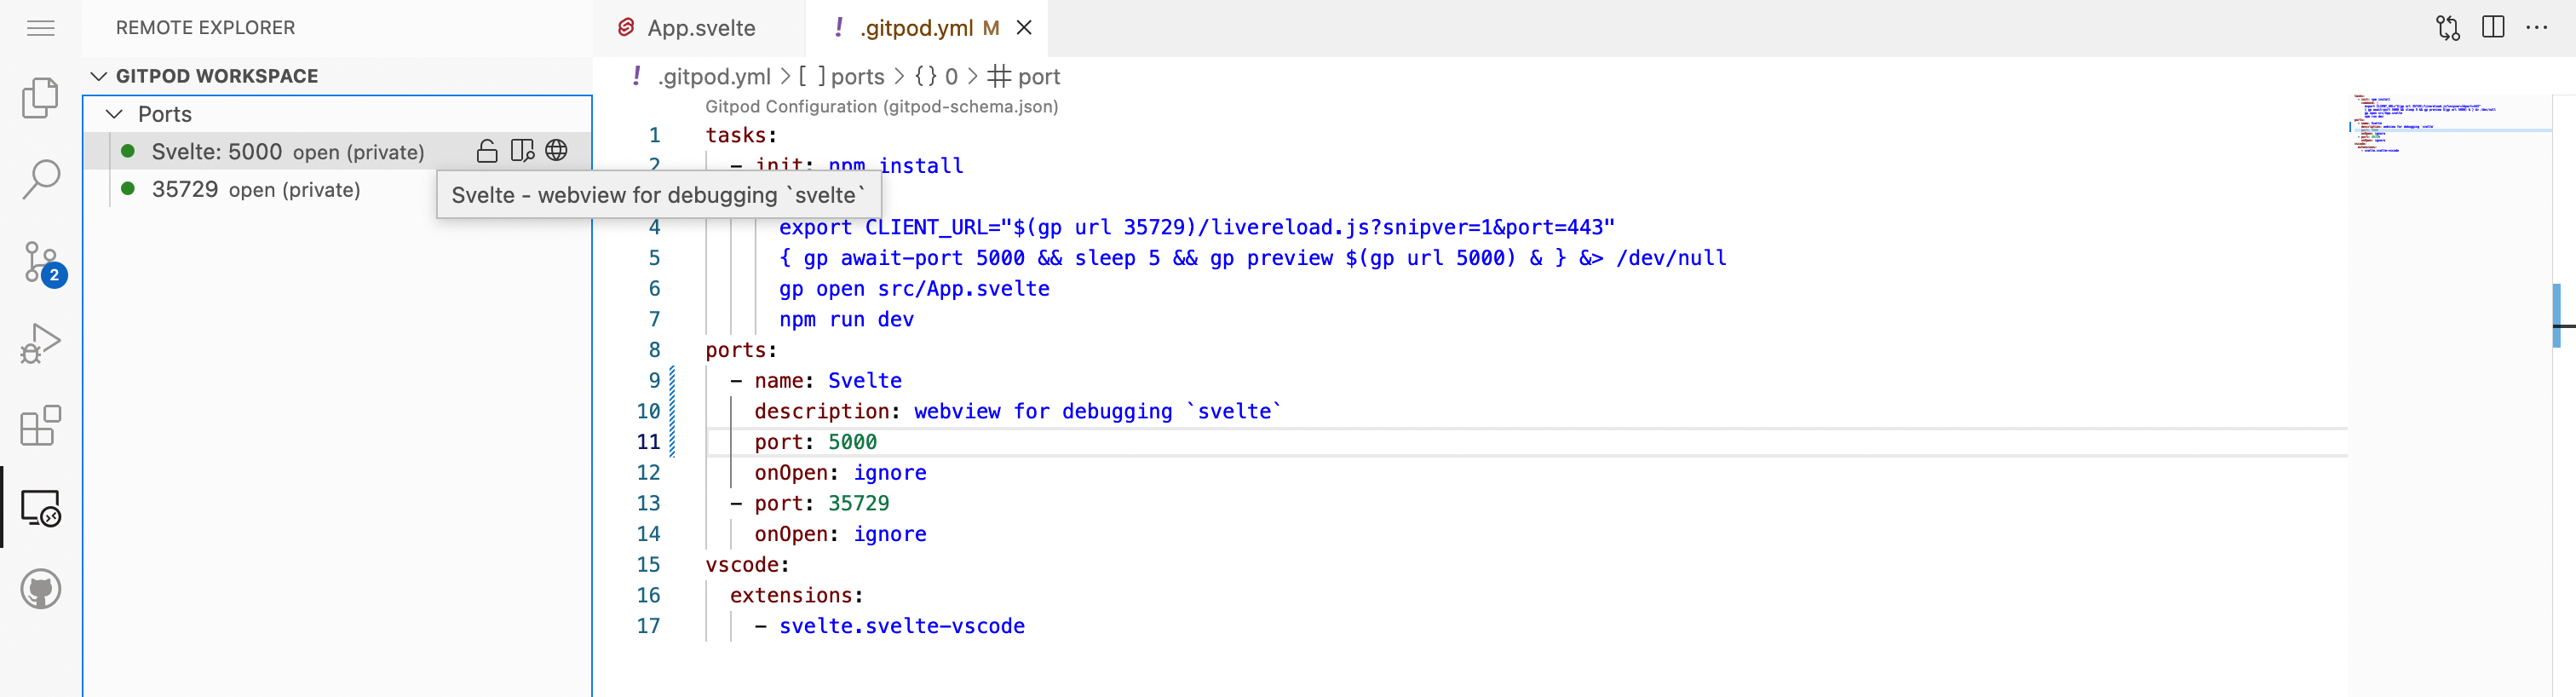 REMOTE EXPLORER
GITPOD WORKSPACE
Ports
Svelte: 5000 open (private)
35729 open (private)
Svelte - webview for debugging `svelte`
2
App.svelte
! .gitpod.yml M
! .gitpod.yml > [ ] ports > {} 0 > # port
Gitpod Configuration (gitpod-schema.json)
1 tasks:
2 - init: npm install
4 export CLIENT_URL="$(gp url 35729)/livereload.js?snipver=1&port=443"
5 { gp await-port 5000 && sleep 5 && gp preview $(gp url 5000) & } &> /dev/null
6 gp open src/App.svelte
7 npm run dev
8 ports:
9 - name: Svelte
10 description: webview for debugging `svelte`
11 port: 5000
12 onOpen: ignore
13 - port: 35729
14 onOpen: ignore
15 vscode:
16 extensions:
17 - svelte.svelte-vscode